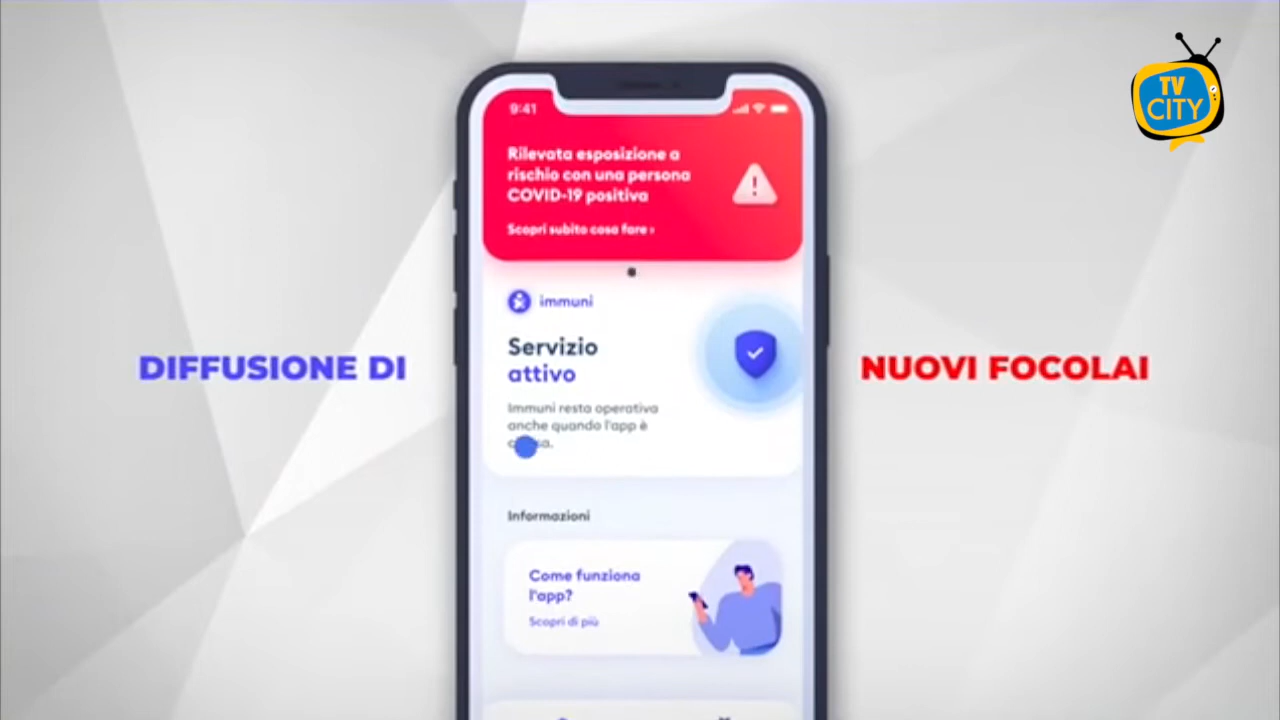 TV
CITY
9:41
Rilevata esposizione a
rischio con una persona
COVID-19 positiva
Scopri subito cosa fare ›
immuni
Servizio
attivo
Immuni resta operativa
anche quando l'app è
DIFFUSIONE DI
NUOVI FOCOLAI
Informazioni
Come funziona
l'app?
Scopri di più